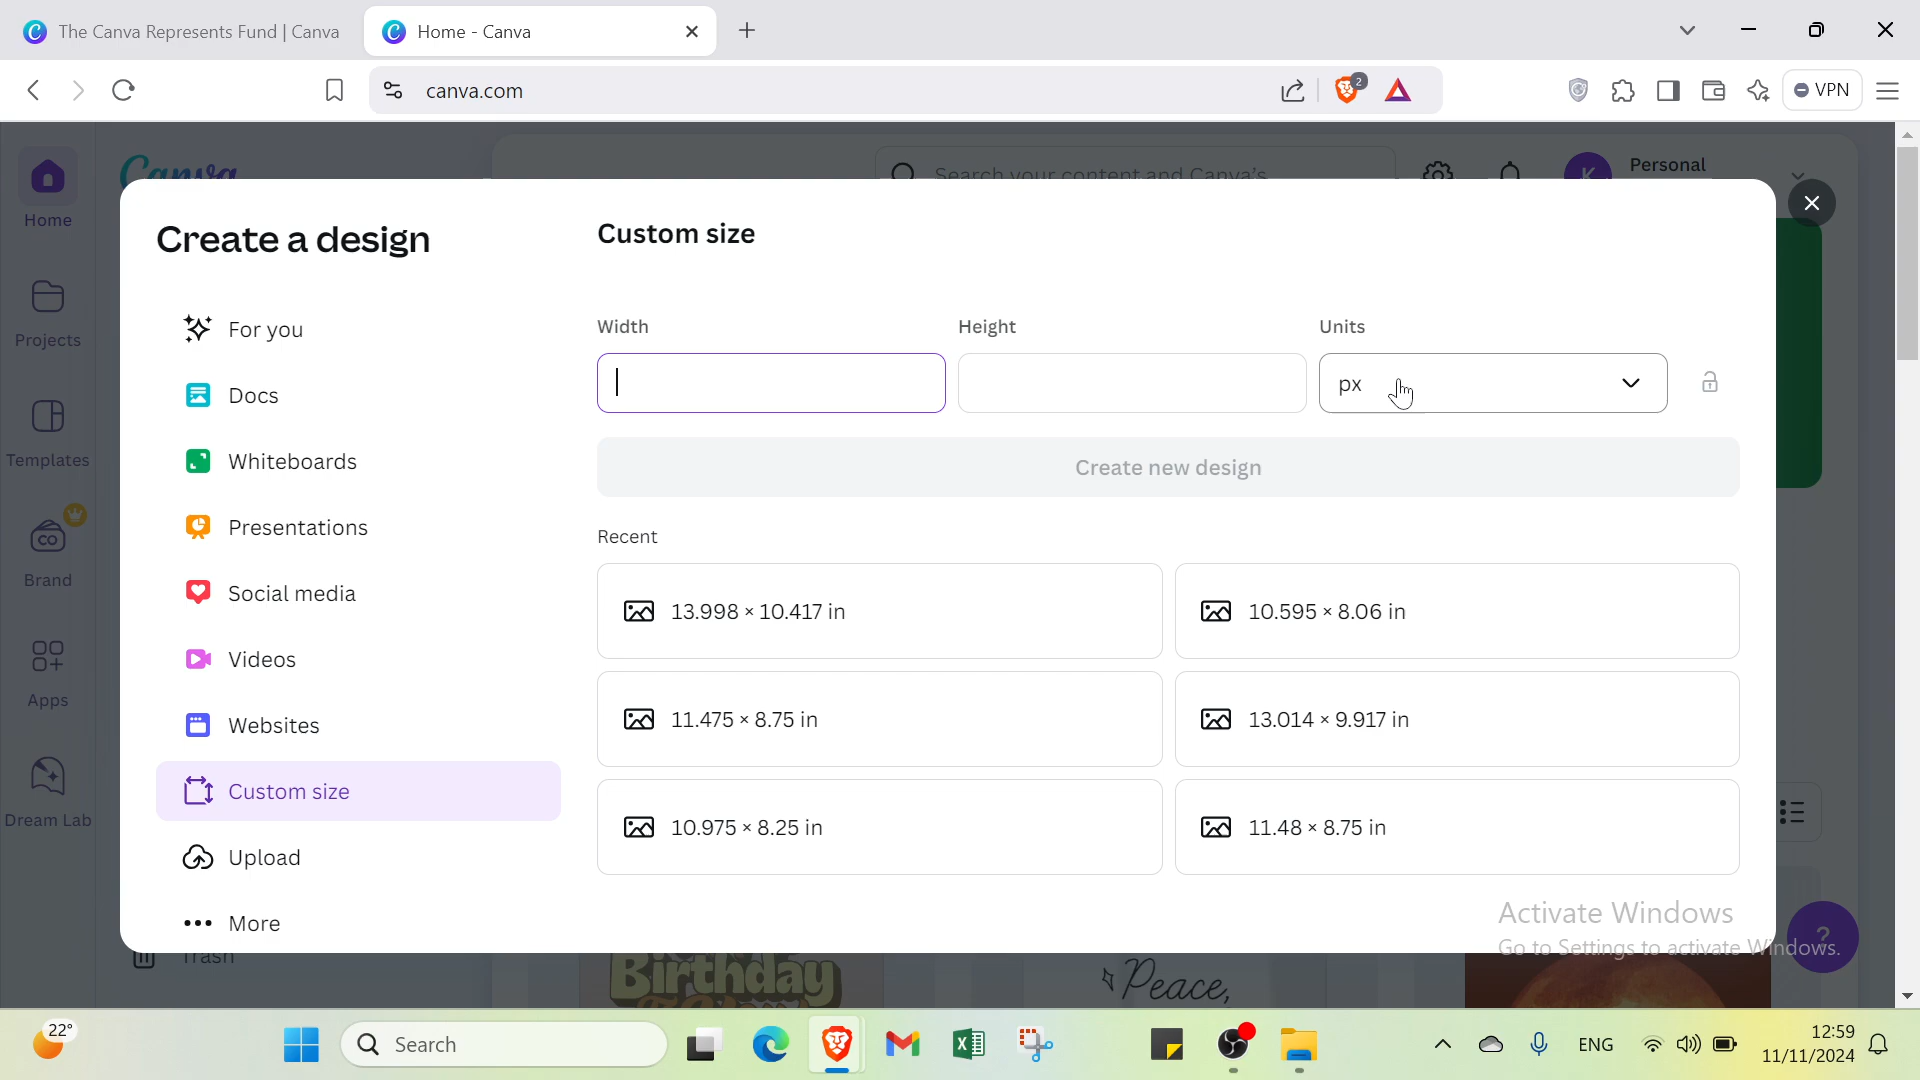 The Canva Represents Fund | Canva
Home - Canva
canva.com
2
VPN
Home
Projects
Templates
Brand
Apps
Dream Lab
Canva
Search your content and Canva's
K
Personal
Create a design
For you
Docs
Whiteboards
Presentations
Social media
Videos
Websites
Custom size
Upload
More
Trash
Custom size
Width
Height
Units
px
Create new design
Recent
13.998 × 10.417 in
10.595 × 8.06 in
11.475 × 8.75 in
13.014 × 9.917 in
10.975 × 8.25 in
11.48 × 8.75 in
Activate Windows
Go to Settings to activate Windows.
?
Birthday
Peace,
22°
Search
ENG
12:59
11/11/2024